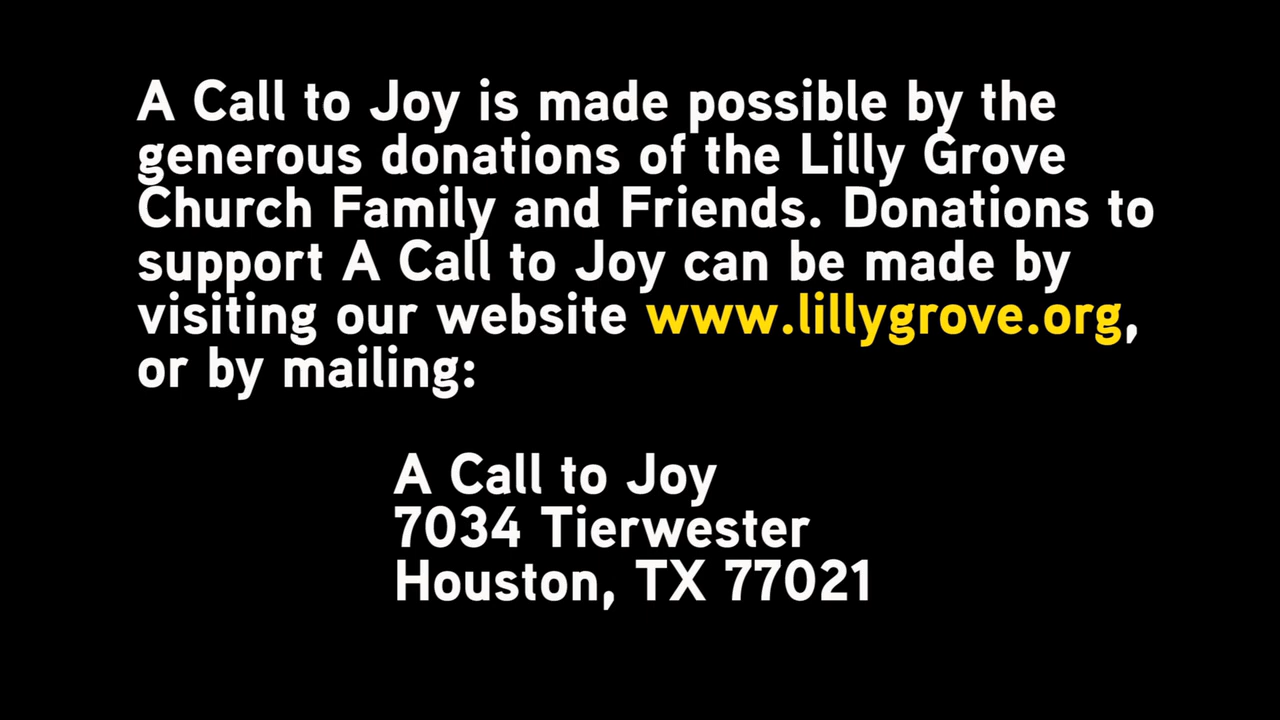 A Call to Joy is made possible by the
generous donations of the Lilly Grove
Church Family and Friends. Donations to
support A Call to Joy can be made by
visiting our website www.lillygrove.org,
or by mailing:
A Call to Joy
7034 Tierwester
Houston, TX 77021